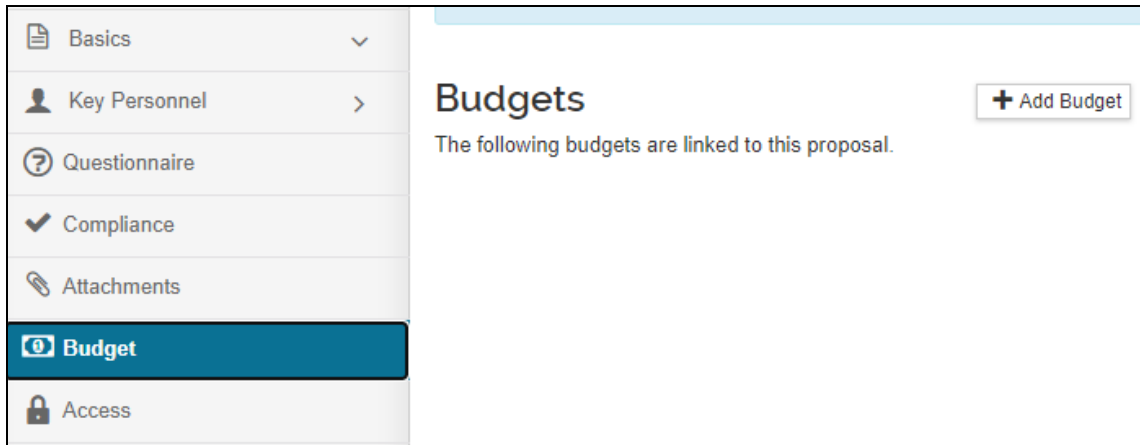 Basics
Key Personnel
Questionnaire
Compliance
Attachments
Budget
Access
Budgets
+ Add Budget
The following budgets are linked to this proposal.